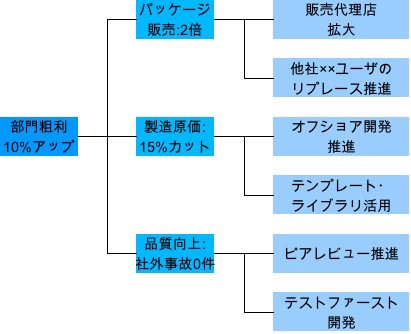 パッケージ
販売:2倍
販売代理店
拡大
他社××ユーザの
リプレース推進
部門粗利
10%アップ
製造原価:
15%カット
オフショア開発
推進
テンプレート・
ライブラリ活用
品質向上:
社外事故0件
ピアレビュー推進
テストファースト
開発